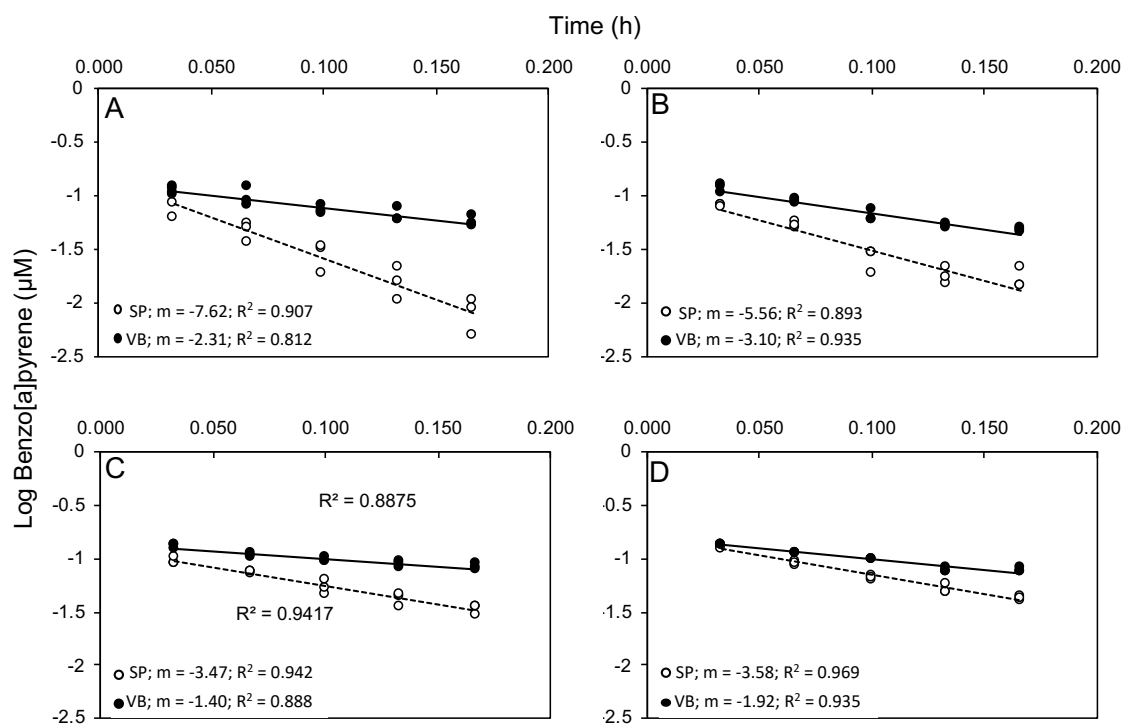 Time (h)
0.000 0.050 0.100 0.150 0.200
0.000 0.050 0.100 0.150 0.200
0
-0.5
-1
-1.5
-2
-2.5
A
SP; m = -7.62; R² = 0.907
VB; m = -2.31; R² = 0.812
0
-0.5
-1
-1.5
-2
-2.5
B
SP; m = -5.56; R² = 0.893
VB; m = -3.10; R² = 0.935
Log Benzo[a]pyrene (µM)
0.000 0.050 0.100 0.150 0.200
0.000 0.050 0.100 0.150 0.200
0
-0.5
-1
-1.5
-2
-2.5
C
R² = 0.8875
R² = 0.9417
SP; m = -3.47; R² = 0.942
VB; m = -1.40; R² = 0.888
0
-0.5
-1
-1.5
-2
-2.5
D
SP; m = -3.58; R² = 0.969
VB; m = -1.92; R² = 0.935